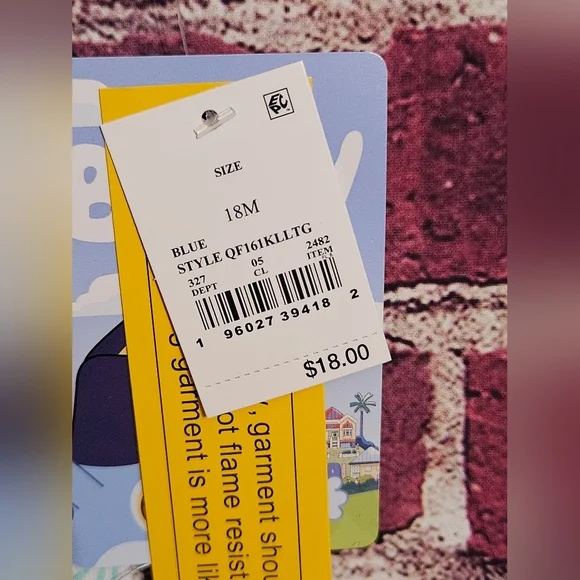 EPC
B
SIZE
18M
BLUE
STYLE QF161KLLTG
327 05 2482
DEPT CL ITEM
1 96027 39418 2
$18.00
, garment shou
ot flame resist
garment is more lik